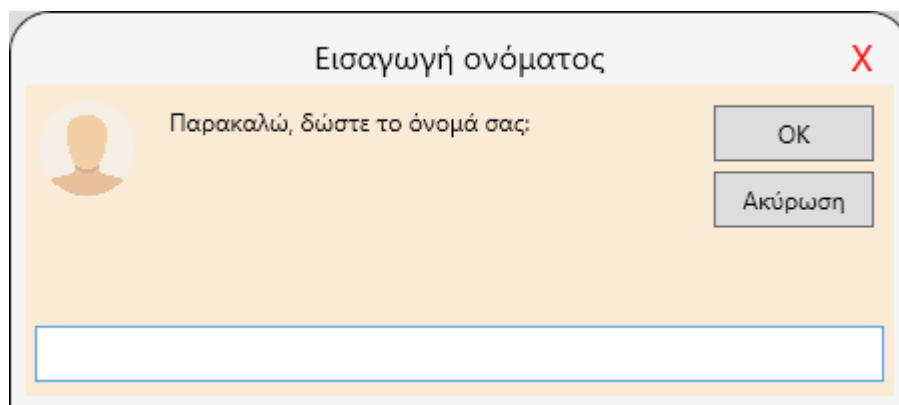 Εισαγωγή ονόματος
X
Παρακαλώ, δώστε το όνομά σας:
OK
Ακύρωση